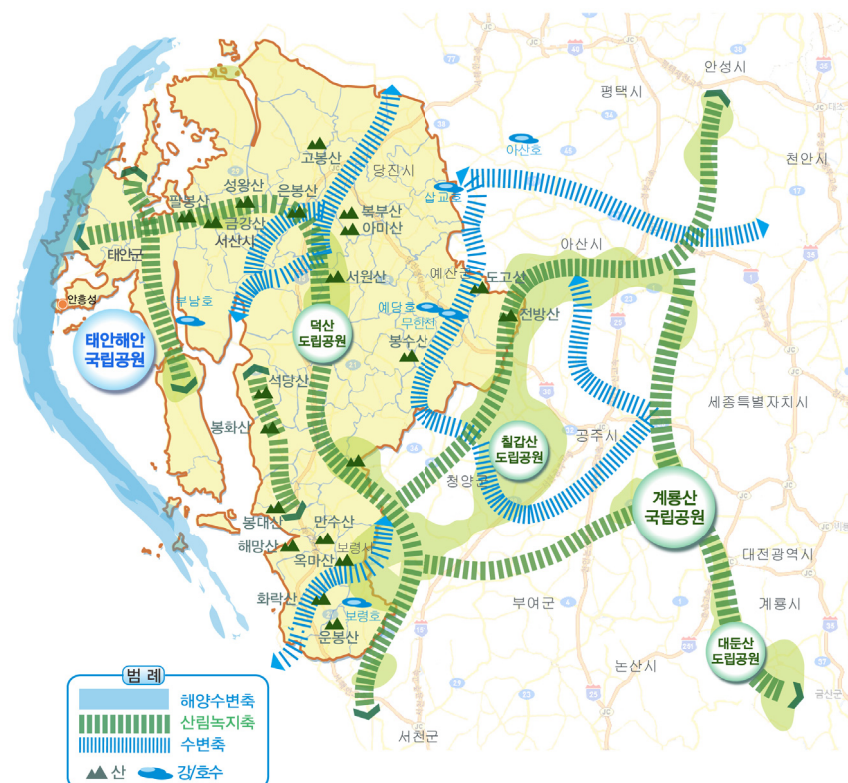 안성시
평택시
아산호
천안시
고봉산
당진시
삽교호
성왕산
은봉산
팔봉산
금강산
서산시
복부산
아미산
태안군
아산시
예산군
도고산
서원산
안흥성
부남호
예당호
무한천
전방산
태안해안
국립공원
덕산
도립공원
봉수산
석당산
세종특별자치시
봉화산
공주시
칠갑산
도립공원
청양군
계룡산
국립공원
봉대산
만수산
해망산
보령시
옥마산
대전광역시
화락산
보령호
부여군
계룡시
운봉산
대둔산
도립공원
논산시
금산군
서천군
범 례
해양수변축
산림녹지축
수변축
산
강/호수